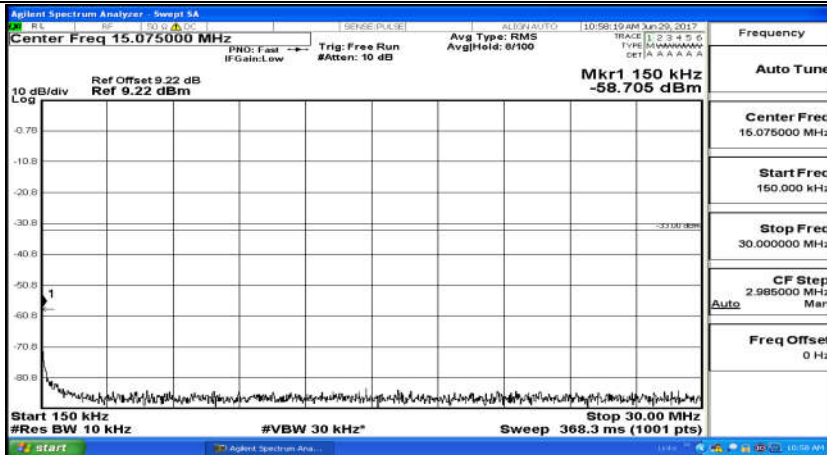 Agilent Spectrum Analyzer - Swept SA
RL RF 50 Ω DC SENSE:PULSE ALIGN AUTO 10:58:19 AM Jun 29, 2017
Center Freq 15.075000 MHz
PNO: Fast
IFGain:Low
Trig: Free Run
#Atten: 10 dB
Avg Type: RMS
Avg|Hold: 8/100
TRACE 1 2 3 4 5 6
TYPE M
DET A A A A A A
Frequency
Auto Tune
Ref Offset 9.22 dB
Ref 9.22 dBm
Mkr1 150 kHz
-58.705 dBm
10 dB/div
Log
-0.78
-10.8
-20.8
-30.8
-33.00 dBm
-40.8
-50.8
1
-60.8
-70.8
-80.8
Center Freq
15.075000 MHz
Start Freq
150.000 kHz
Stop Freq
30.000000 MHz
CF Step
2.985000 MHz
Auto Man
Freq Offset
0 Hz
Start 150 kHz
Stop 30.00 MHz
#Res BW 10 kHz
#VBW 30 kHz*
Sweep 368.3 ms (1001 pts)
start
Agilent Spectrum Ana...
10:58 AM